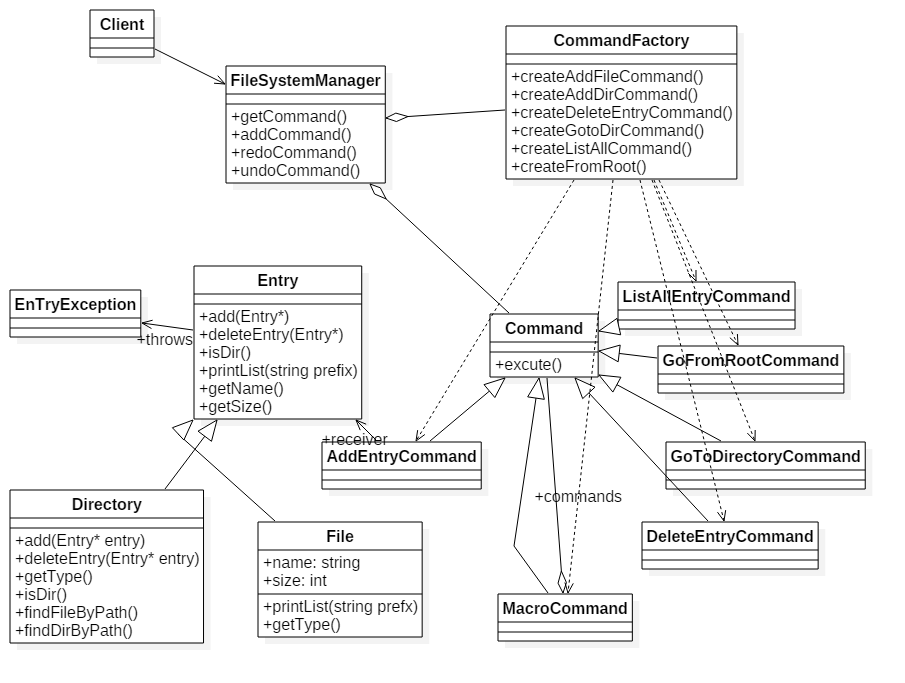 Client
FileSystemManager
+getCommand()
+addCommand()
+redoCommand()
+undoCommand()
CommandFactory
+createAddFileCommand()
+createAddDirCommand()
+createDeleteEntryCommand()
+createGotoDirCommand()
+createListAllCommand()
+createFromRoot()
EnTryException
+throws
Entry
+add(Entry*)
+deleteEntry(Entry*)
+isDir()
+printList(string prefix)
+getName()
+getSize()
Command
+excute()
ListAllEntryCommand
GoFromRootCommand
+receiver
AddEntryCommand
GoToDirectoryCommand
+commands
DeleteEntryCommand
Directory
+add(Entry* entry)
+deleteEntry(Entry* entry)
+getType()
+isDir()
+findFileByPath()
+findDirByPath()
File
+name: string
+size: int
+printList(string prefx)
+getType()
MacroCommand